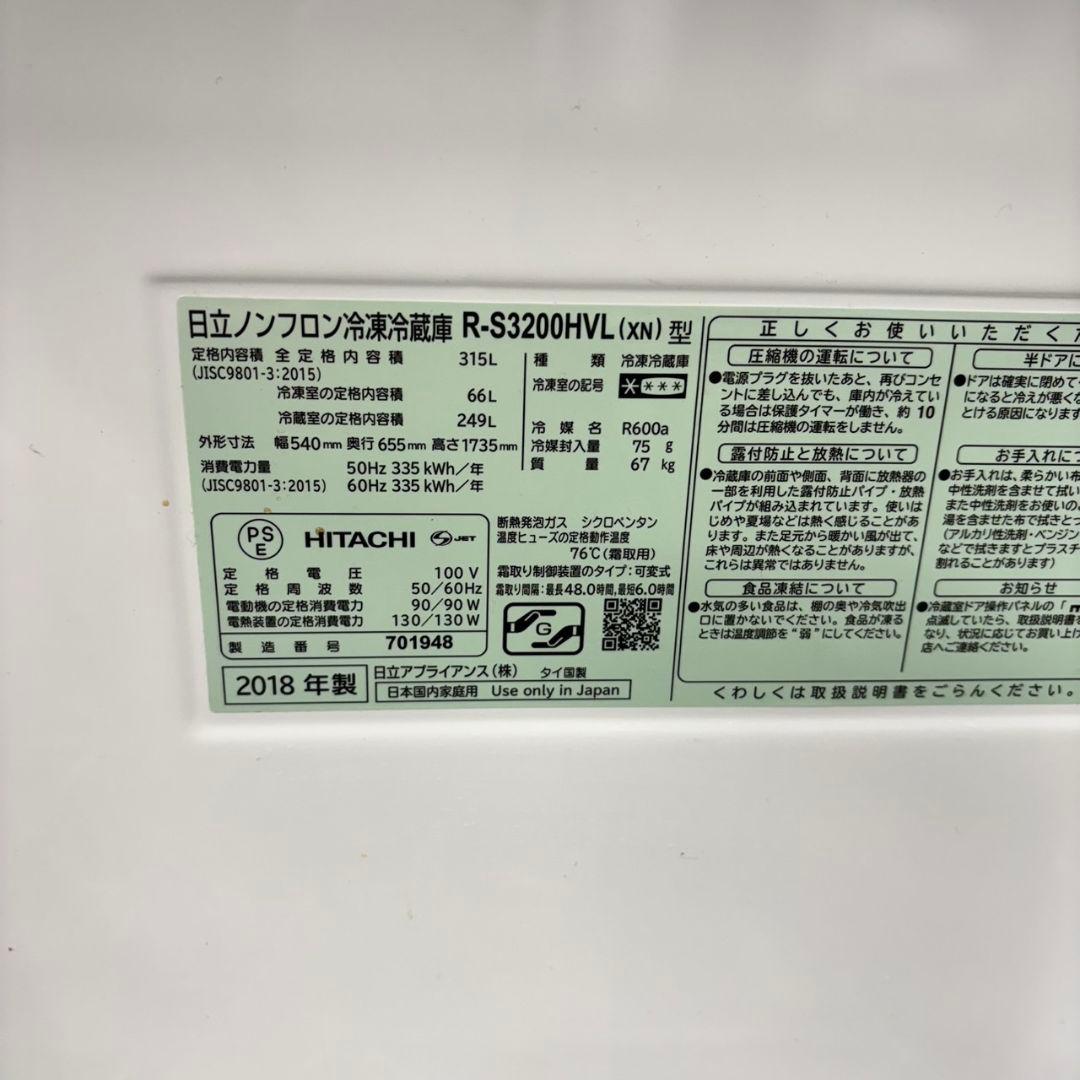 日立ノンフロン冷凍冷蔵庫 R-S3200HVL(XN)型
定格内容積 全定格内容積 315L
(JISC9801-3:2015)
冷凍室の定格内容積 66L
冷蔵室の定格内容積 249L
外形寸法 幅540mm 奥行655mm 高さ1735mm
消費電力量 50Hz 335kWh/年
(JISC9801-3:2015) 60Hz 335kWh/年
種類 冷凍冷蔵庫
冷凍室の記号 ****
冷媒名 R600a
冷媒封入量 75g
質量 67kg
PS
E
HITACHI
JET
定格電圧 100V
定格周波数 50/60Hz
電動機の定格消費電力 90/90W
電熱装置の定格消費電力 130/130W
製造番号 701948
断熱発泡ガス シクロペンタン
温度ヒューズの定格動作温度
76℃(霜取用)
霜取り制御装置のタイプ:可変式
霜取り間隔:最長48.0時間,最短6.0時間
G
2018年製
日立アプライアンス(株) タイ国製
日本国内家庭用 Use only in Japan
正しくお使いいただくた
圧縮機の運転について
●電源プラグを抜いたあと、再びコンセ
ントに差し込んでも、庫内が冷えてい
る場合は保護タイマーが働き、約10
分間は圧縮機の運転をしません。
露付防止と放熱について
●冷蔵庫の前面や側面、背面に放熱器の
一部を利用した露付防止パイプ・放熱
パイプが組み込まれています。使いは
じめや夏場などは熱く感じることがあ
ります。また足元から暖かい風が出て、
床や周辺が熱くなることがありますが、
これらは異常ではありません。
食品凍結について
●水気の多い食品は、棚の奥や冷気吹出
口に置かないでください。食品が凍る
ときは温度調節を“弱”にしてください。
半ドアに
●ドアは確実に閉めて
になると冷えが悪くな
とける原因になります
お手入れに
●お手入れは、柔らかい布
中性洗剤を含ませて拭い
また中性洗剤をお使いの
湯を含ませた布で拭きとっ
(アルカリ性洗剤・ベンジン
などで拭きますとプラスチ
割れることがあります)
お知らせ
●冷蔵室ドア操作パネルの「
点滅していたら、取扱説明書を
なり、状況に応じてお買い上げ
店へご連絡ください。
くわしくは取扱説明書をごらんください。